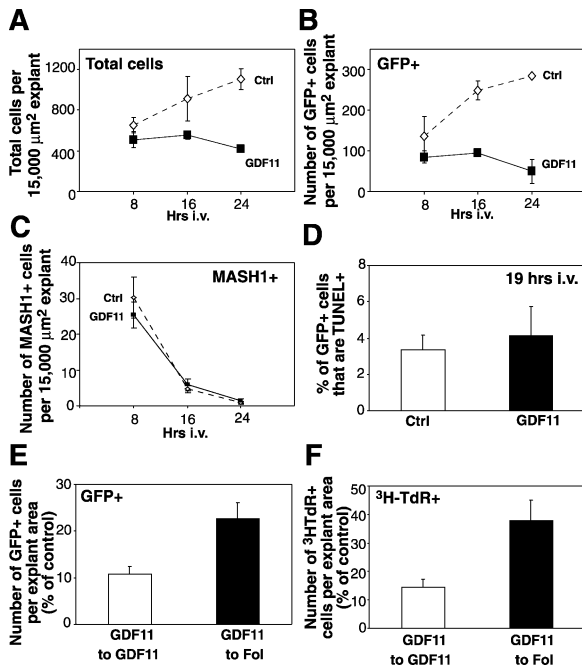 A
Total cells
Total cells per
15,000 μm2 explant
1200
800
400
0
8
16
24
Hrs i.v.
Ctrl
GDF11
B
GFP+
Number of GFP+ cells
per 15,000 μm2 explant
300
200
100
0
8
16
24
Hrs i.v.
Ctrl
GDF11
C
MASH1+
Number of MASH1+ cells
per 15,000 μm2 explant
40
30
20
10
0
8
16
24
Hrs i.v.
Ctrl
GDF11
D
19 hrs i.v.
% of GFP+ cells
that are TUNEL+
8
6
4
2
0
Ctrl
GDF11
E
GFP+
Number of GFP+ cells
per explant area
(% of control)
30
20
10
0
GDF11
to GDF11
GDF11
to Fol
F
³H-TdR+
Number of ³HTdR+
cells per explant area
(% of control)
50
40
30
20
10
0
GDF11
to GDF11
GDF11
to Fol